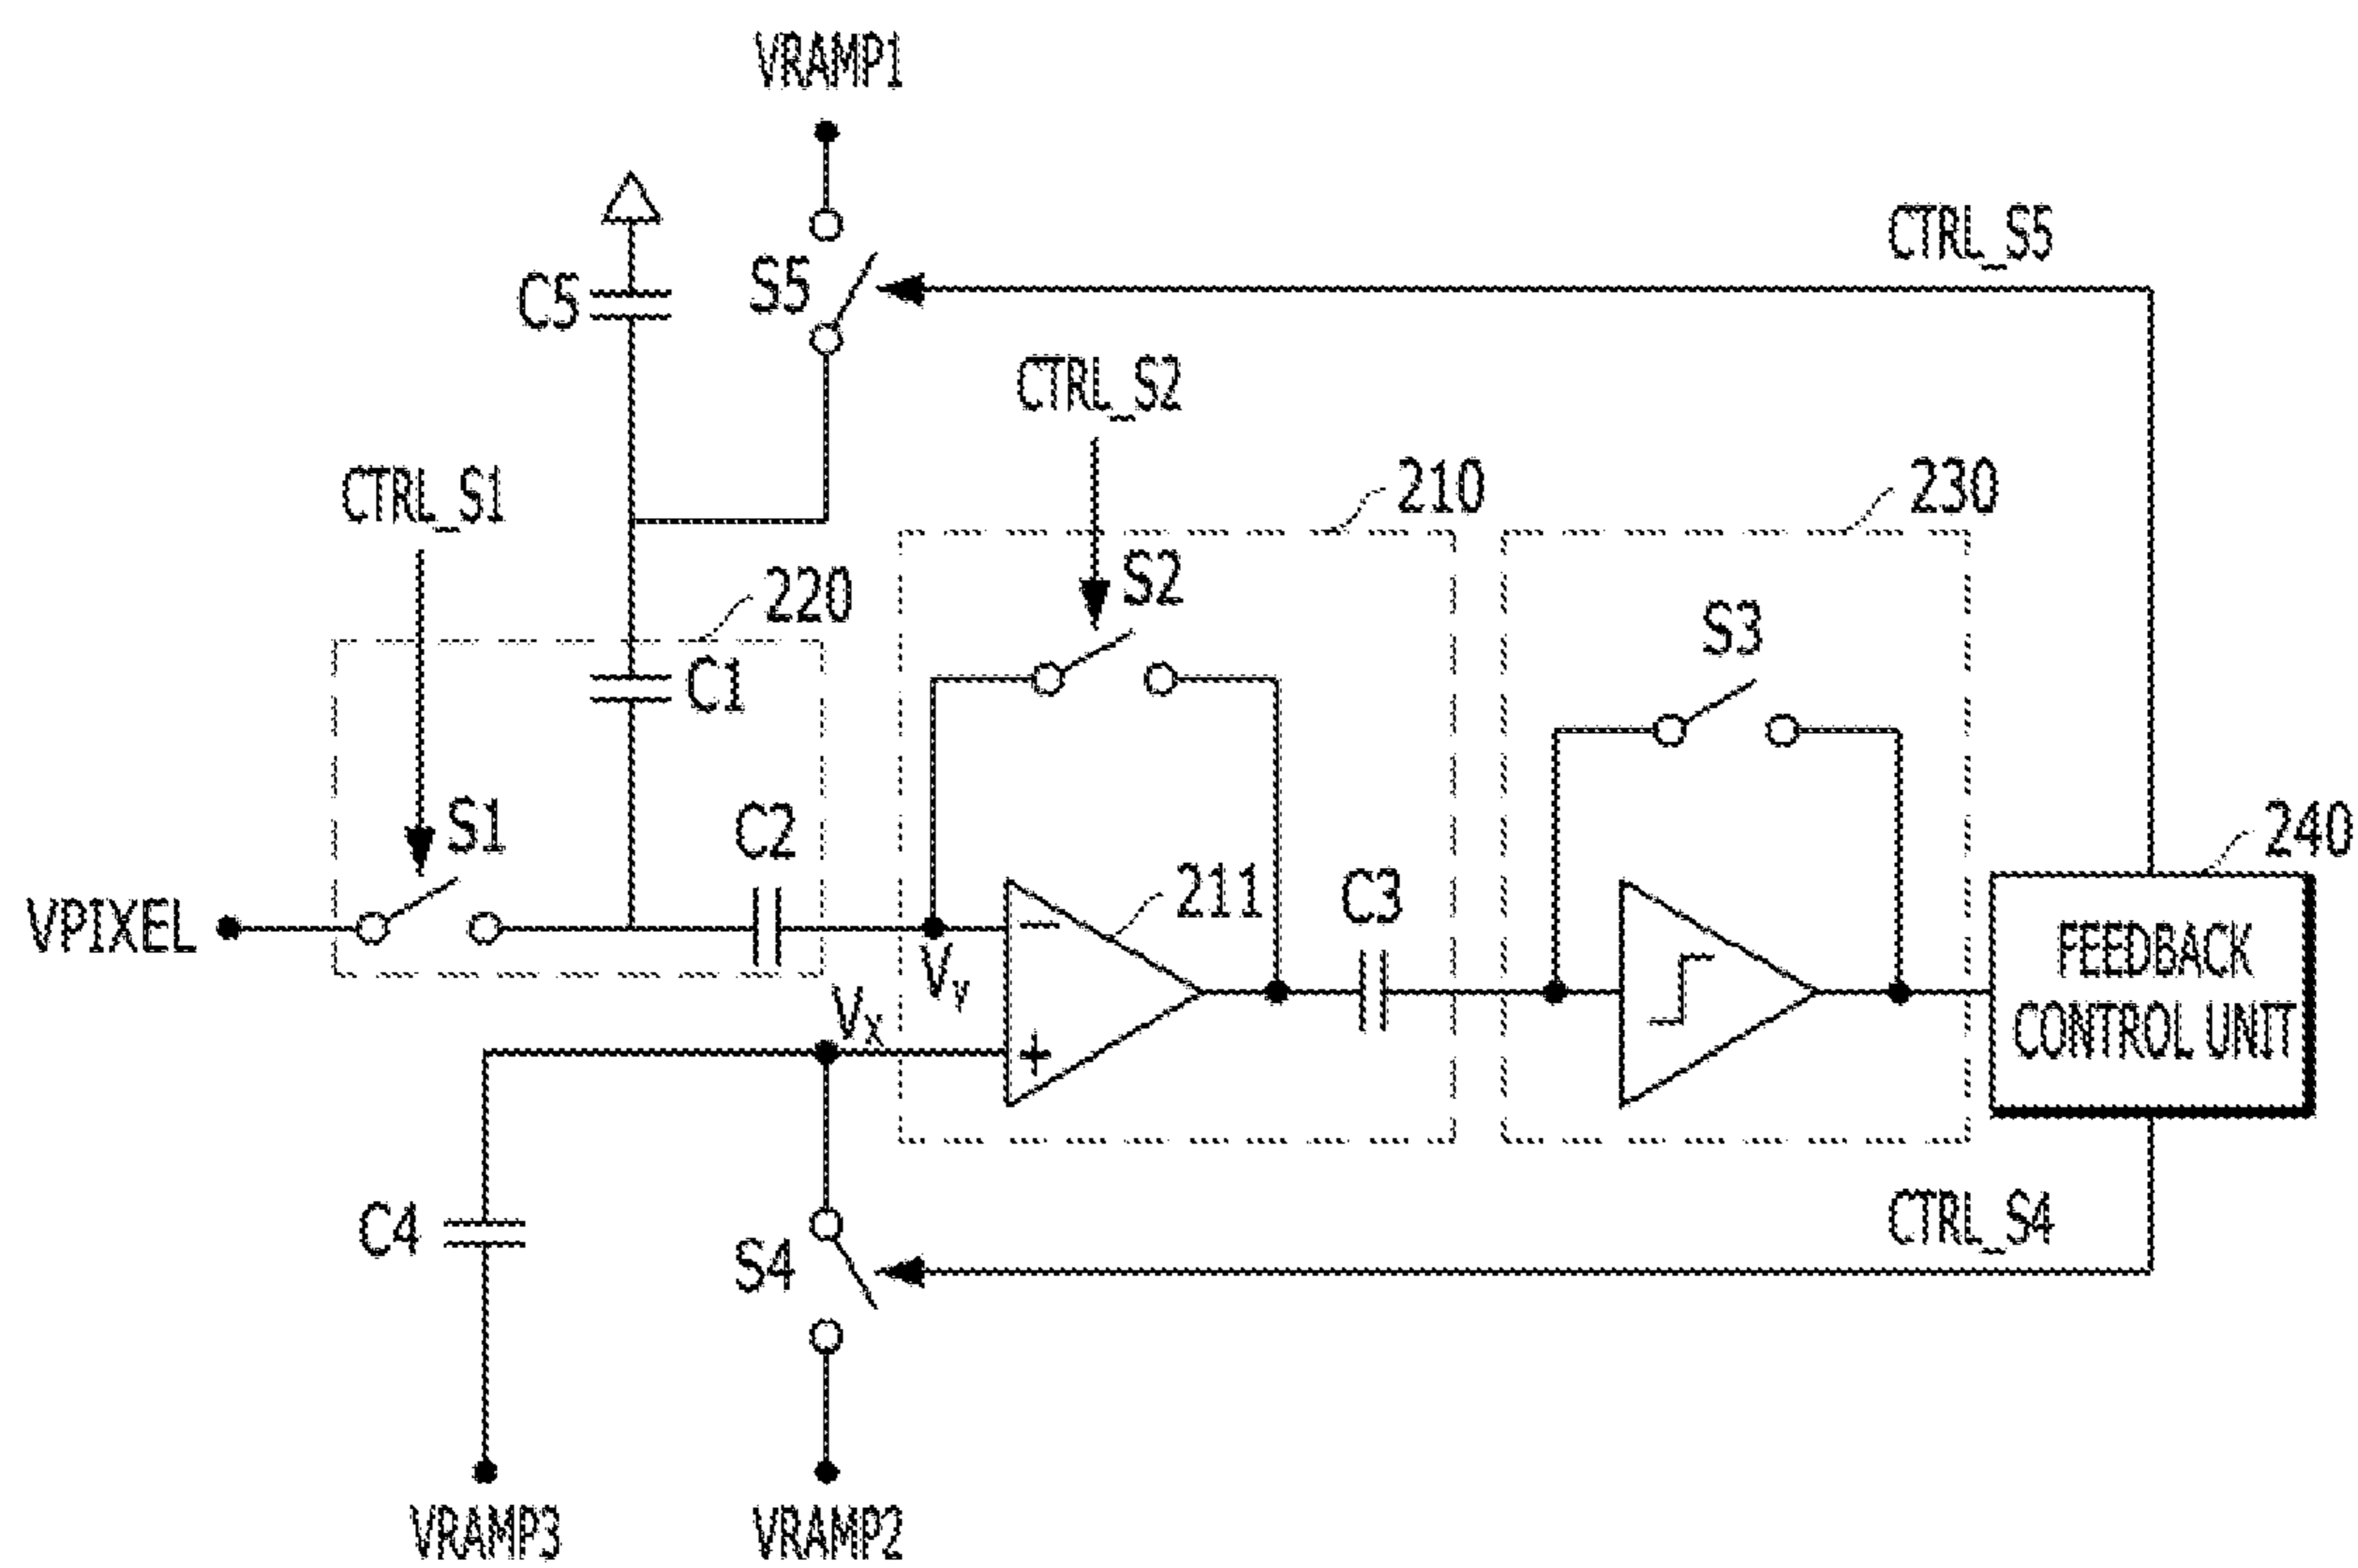 VRAMP1
CTRL_S5
C5
S5
CTRL_S2
CTRL_S1
210
230
220
S2
S3
C1
S1
C2
240
VPIXEL
211
C3
FEEDBACK
CONTROL UNIT
Vy
Vx
−
+
C4
S4
CTRL_S4
VRAMP3
VRAMP2